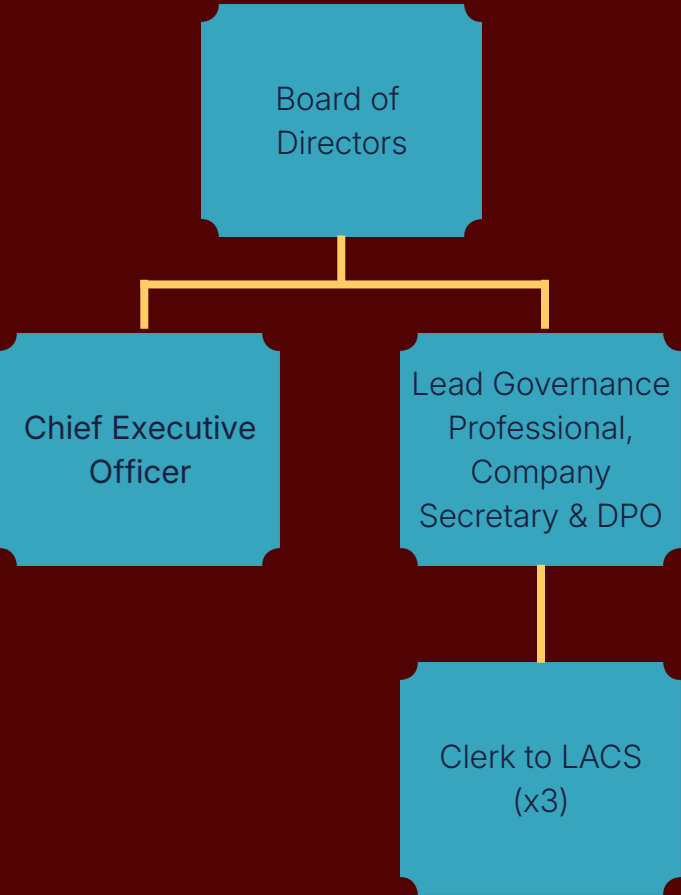 Board of
Directors
Chief Executive
Officer
Lead Governance
Professional,
Company
Secretary & DPO
Clerk to LACS
(x3)